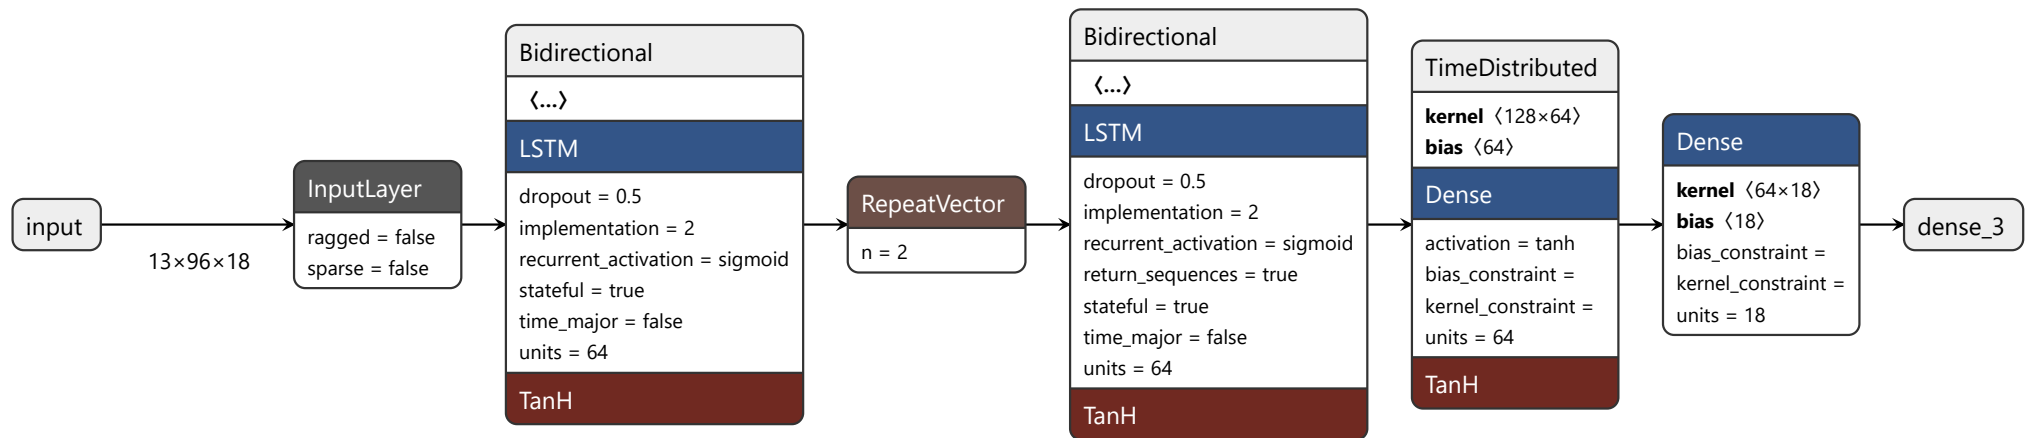 input
13×96×18
InputLayer
ragged = false
sparse = false
Bidirectional
〈...〉
LSTM
dropout = 0.5
implementation = 2
recurrent_activation = sigmoid
stateful = true
time_major = false
units = 64
TanH
RepeatVector
n = 2
Bidirectional
〈...〉
LSTM
dropout = 0.5
implementation = 2
recurrent_activation = sigmoid
return_sequences = true
stateful = true
time_major = false
units = 64
TanH
TimeDistributed
kernel 〈128×64〉
bias 〈64〉
Dense
activation = tanh
bias_constraint =
kernel_constraint =
units = 64
TanH
Dense
kernel 〈64×18〉
bias 〈18〉
bias_constraint =
kernel_constraint =
units = 18
dense_3